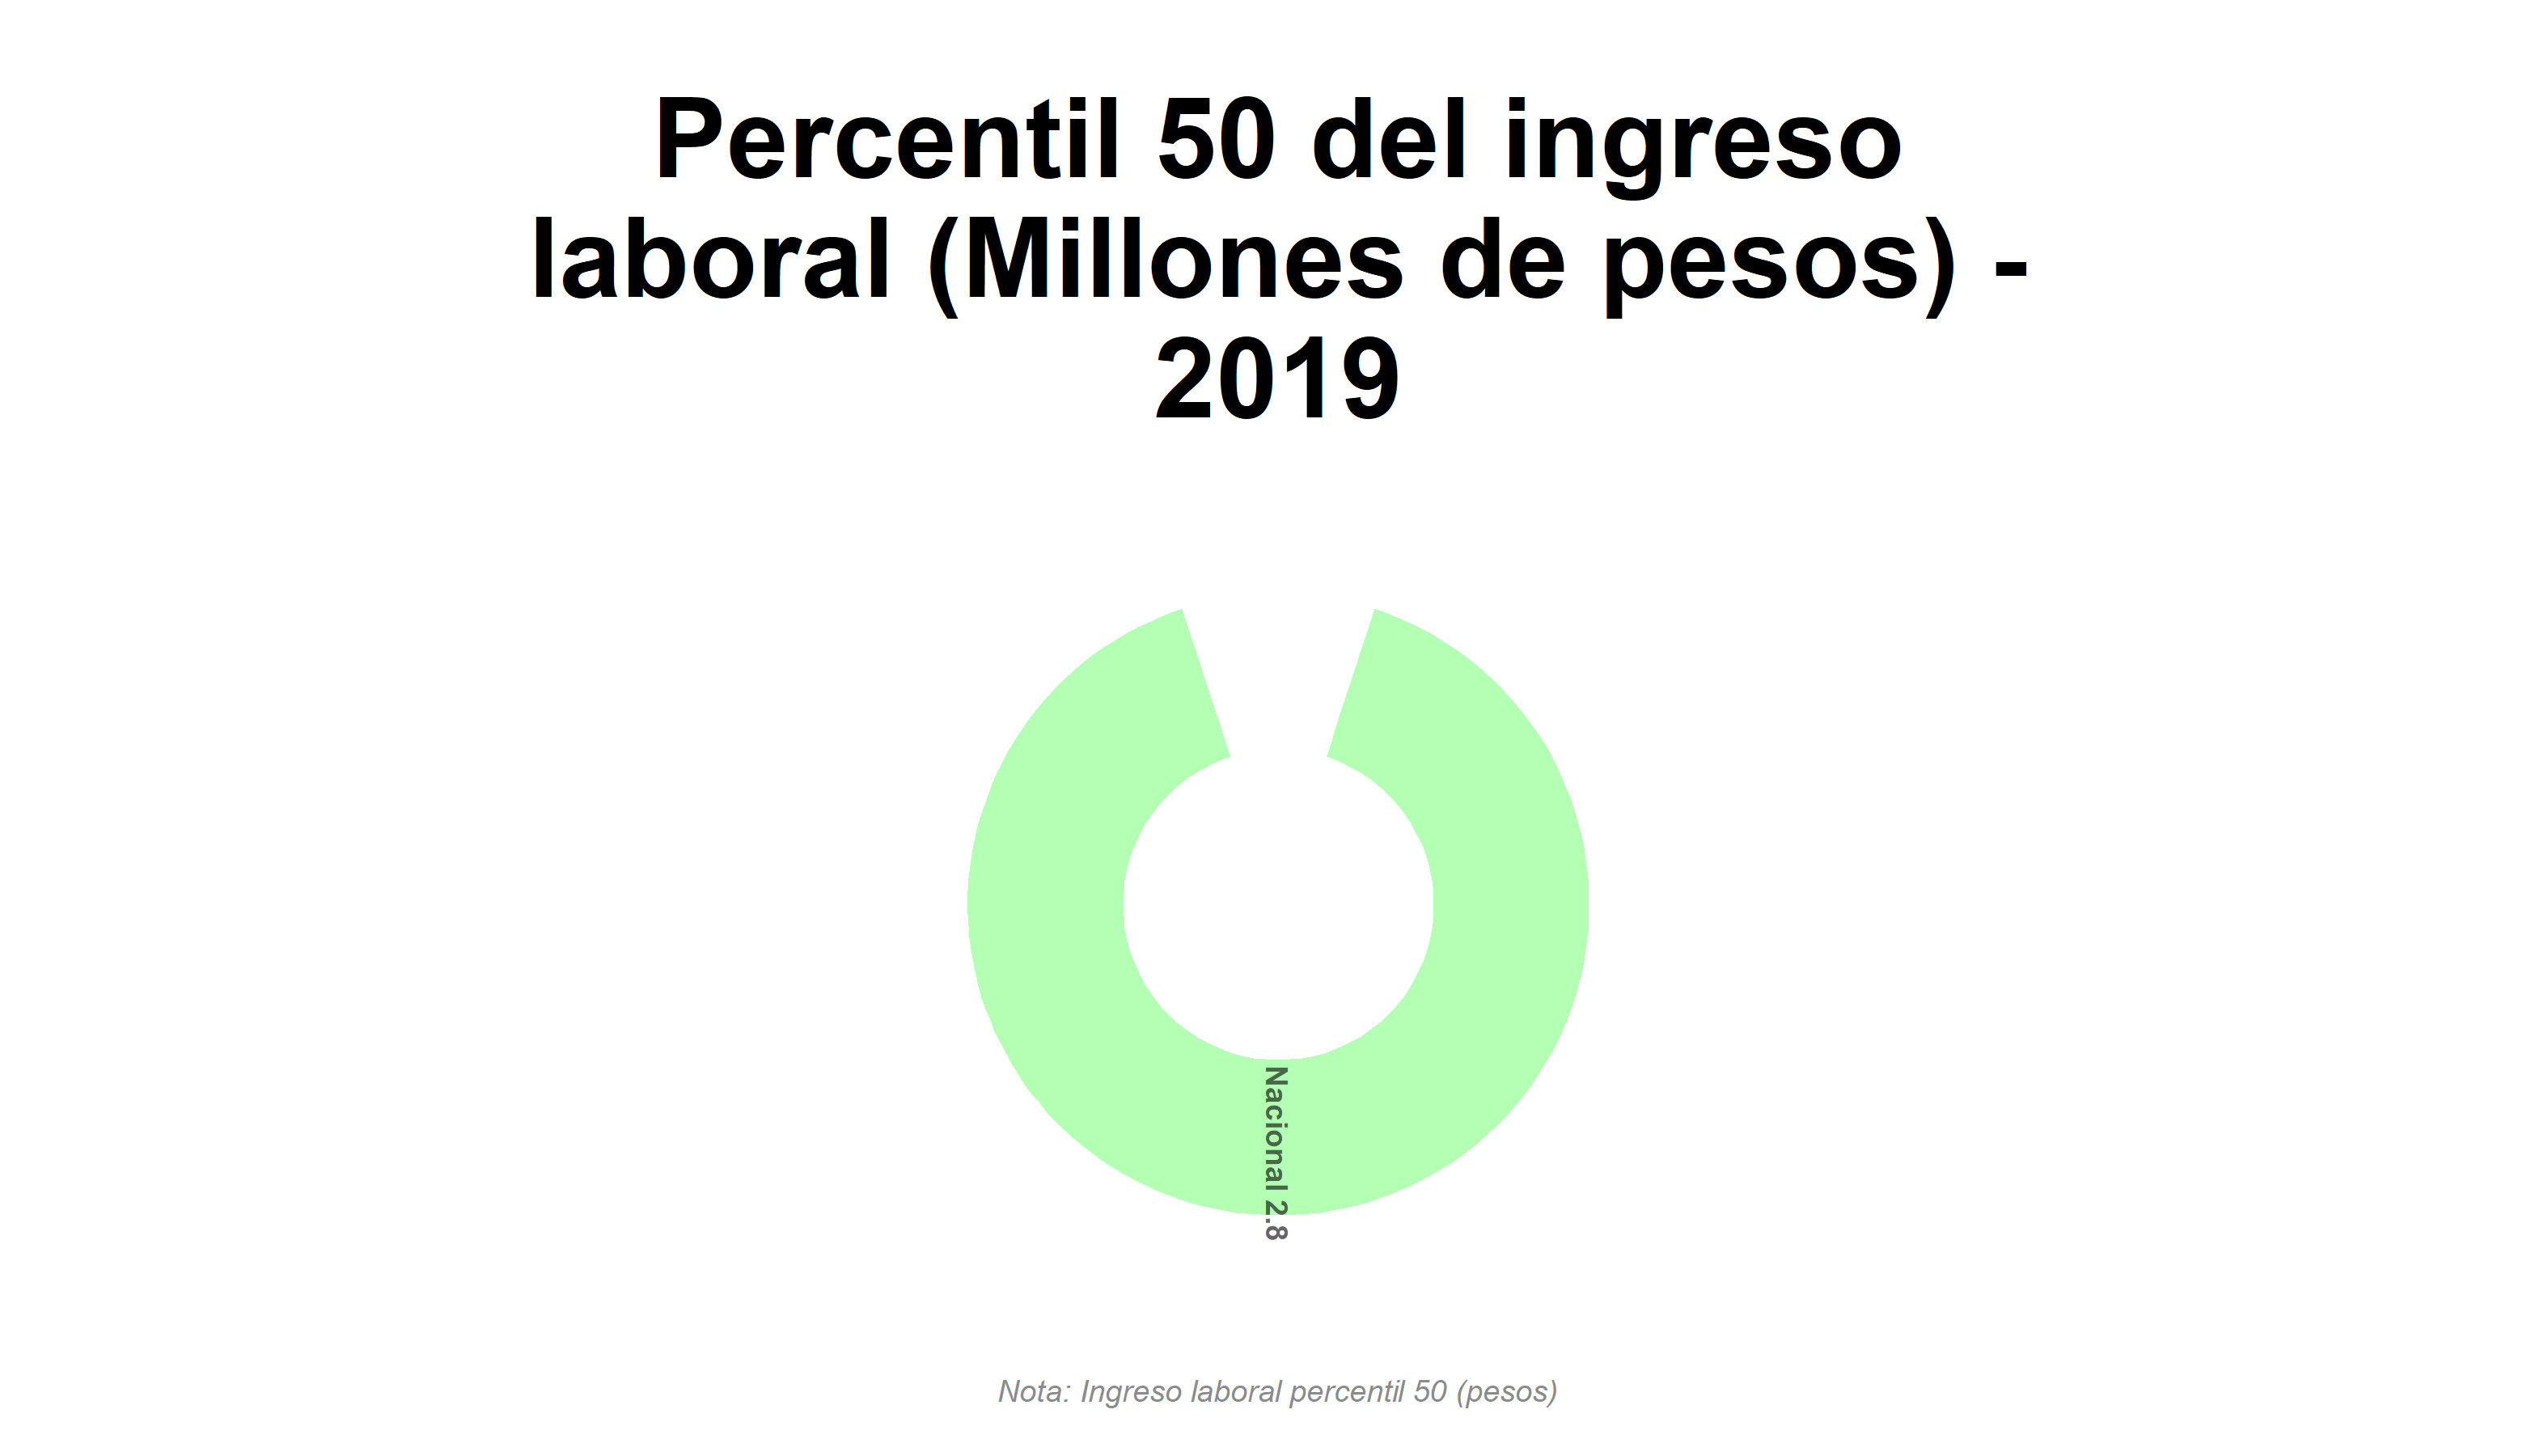 Percentil 50 del ingreso
laboral (Millones de pesos) -
2019
Nacional 2.8
Nota: Ingreso laboral percentil 50 (pesos)